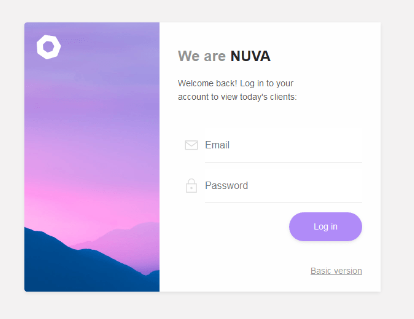 We are NUVA
Welcome back! Log in to your
account to view today's clients:
Email
Password
Log in
Basic version